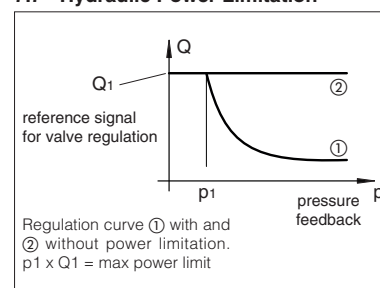 Hydraulic Power Limitation
Q
Q1
②
reference signal
for valve regulation
①
p1
p
pressure
feedback
Regulation curve ① with and
② without power limitation.
p1 x Q1 = max power limit